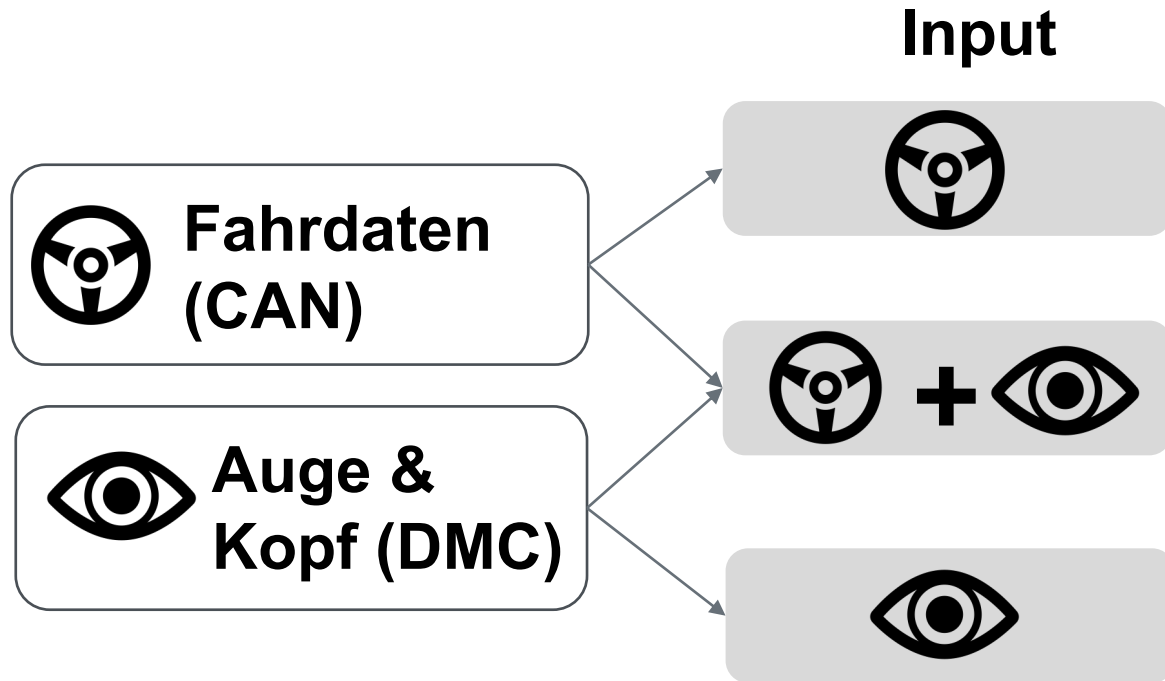 Input
Fahrdaten
(CAN)
+
Auge &
Kopf (DMC)